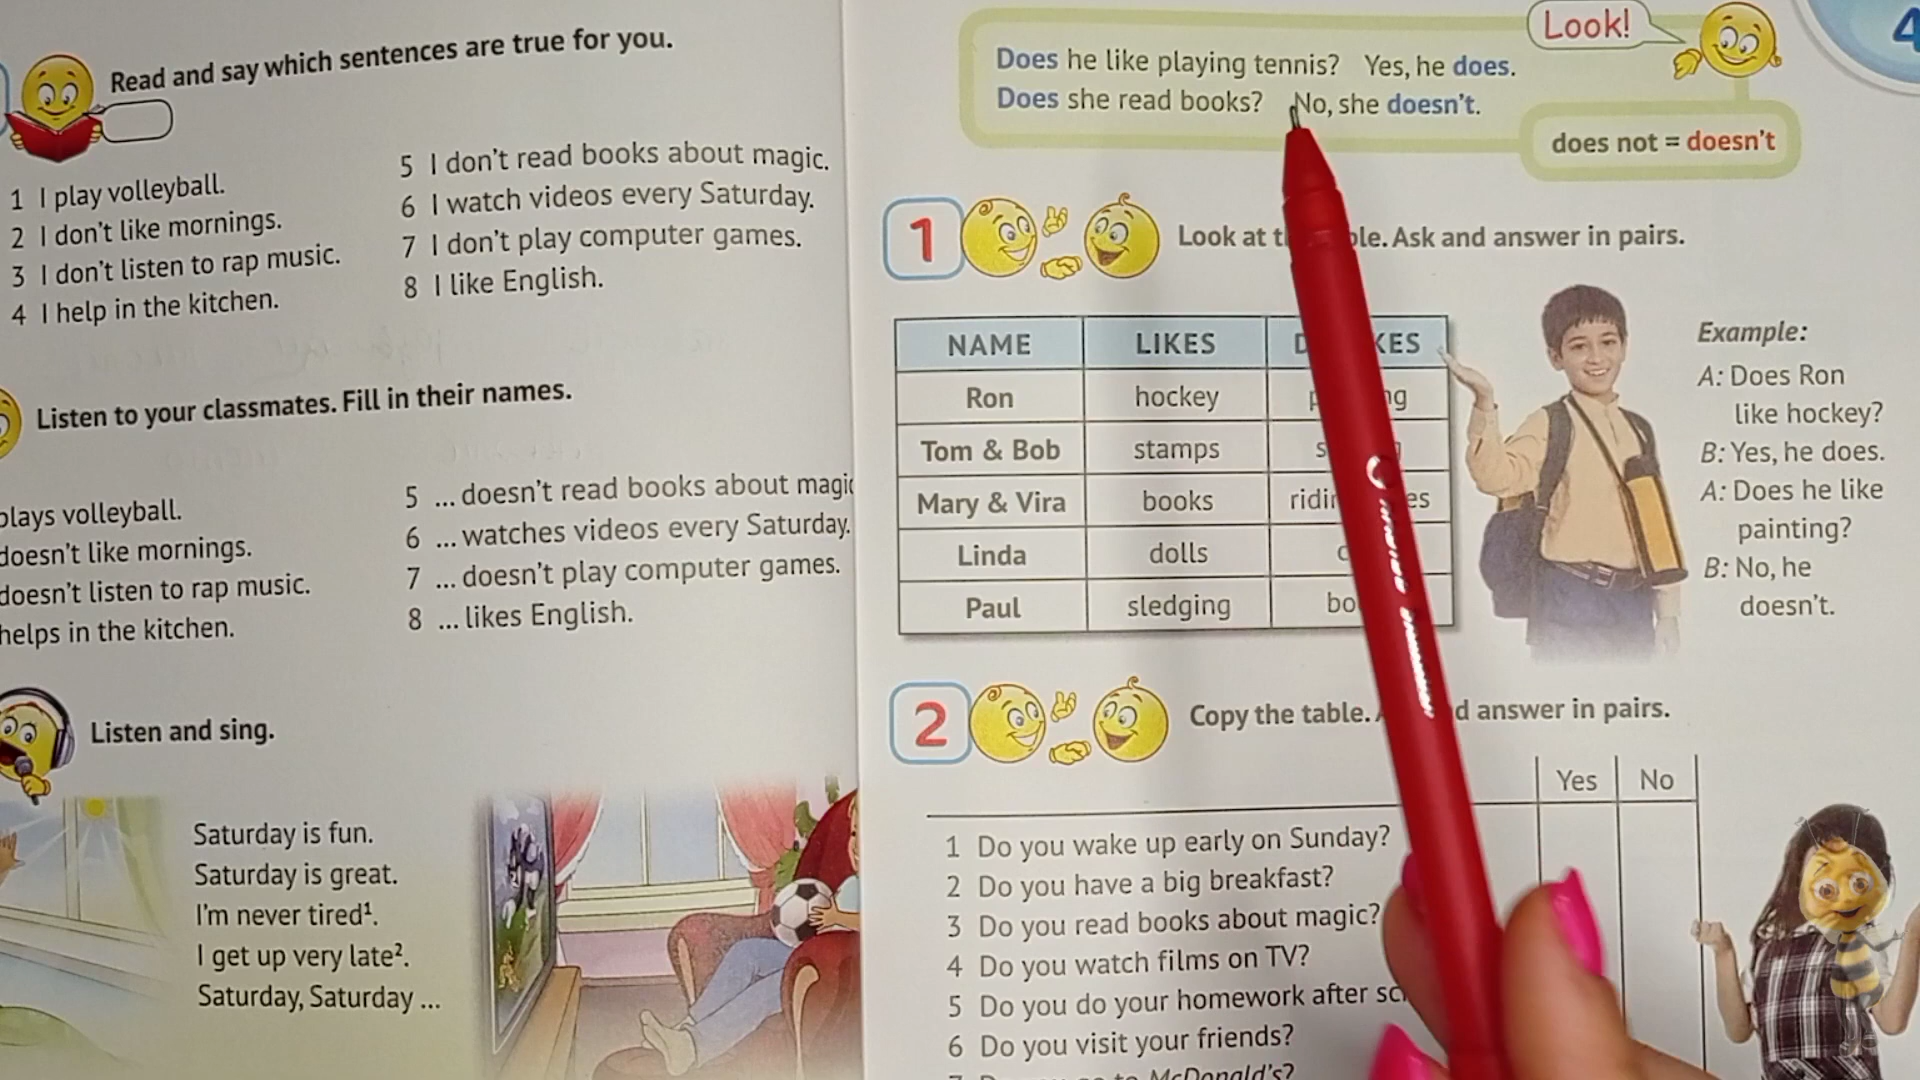 Read and say which sentences are true for you.
1 I play volleyball.
2 I don't like mornings.
3 I don't listen to rap music.
4 I help in the kitchen.
5 I don't read books about magic.
6 I watch videos every Saturday.
7 I don't play computer games.
8 I like English.
Listen to your classmates. Fill in their names.
plays volleyball.
doesn't like mornings.
doesn't listen to rap music.
helps in the kitchen.
5 ... doesn't read books about magic
6 ... watches videos every Saturday.
7 ... doesn't play computer games.
8 ... likes English.
Listen and sing.
Saturday is fun.
Saturday is great.
I'm never tired¹.
I get up very late².
Saturday, Saturday ...
4
Look!
Does he like playing tennis? Yes, he does.
Does she read books? No, she doesn't.
does not = doesn't
1 Look at Ask and answer in pairs.
NAME LIKES
Ron hockey
Tom & Bob stamps
Mary & Vira books
Linda dolls
Paul sledging
Example:
A: Does Ron
like hockey?
B: Yes, he does.
A: Does he like
painting?
B: No, he
doesn't.
2 Copy the table. answer in pairs.
Yes No
1 Do you wake up early on Sunday?
2 Do you have a big breakfast?
3 Do you read books about magic?
4 Do you watch films on TV?
5 Do you do your homework after
6 Do you visit your friends?
to McDonald's?